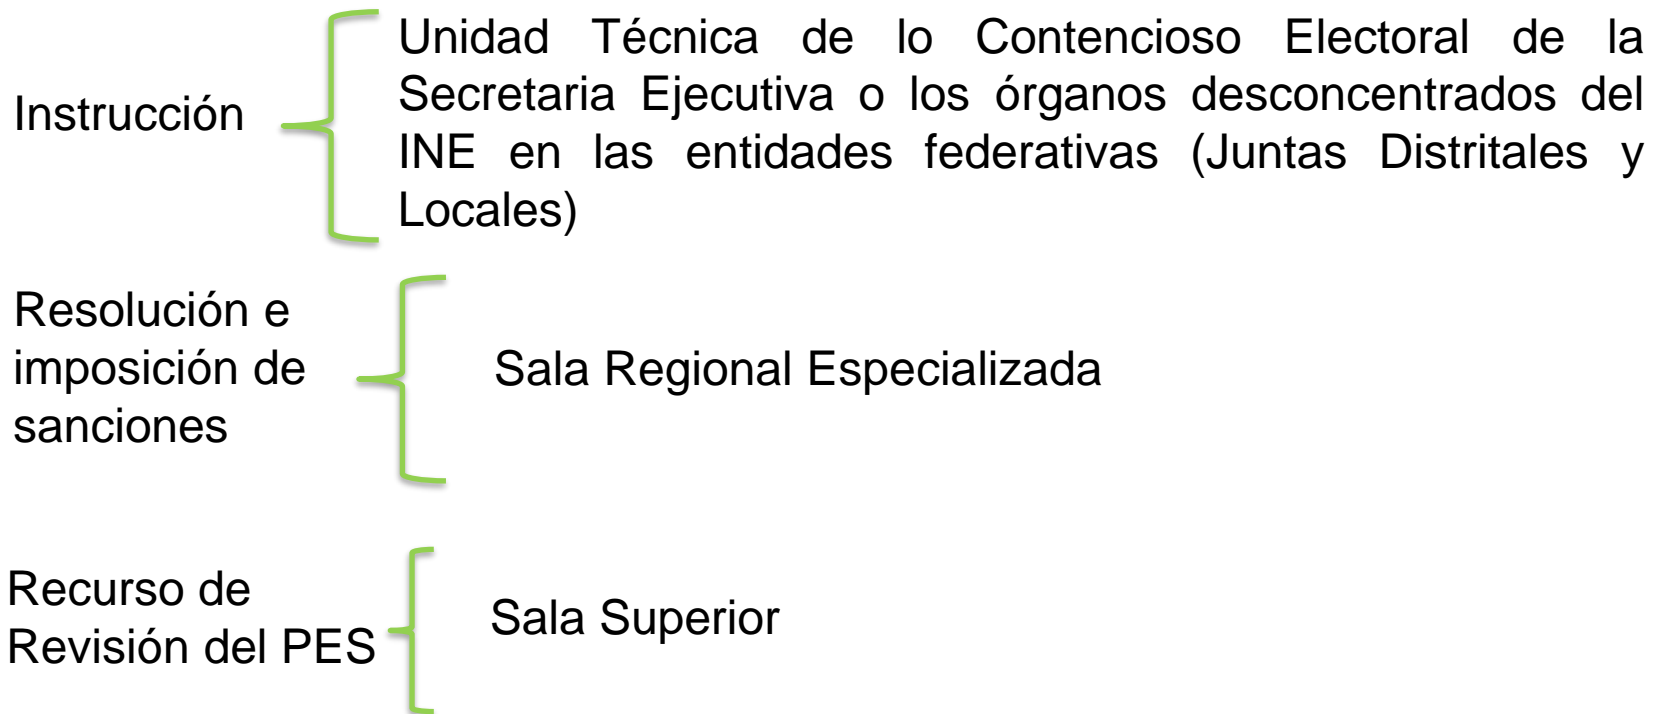 Instrucción
Unidad Técnica de lo Contencioso Electoral de la
Secretaria Ejecutiva o los órganos desconcentrados del
INE en las entidades federativas (Juntas Distritales y
Locales)
Resolución e
imposición de
sanciones
Sala Regional Especializada
Recurso de
Revisión del PES
Sala Superior